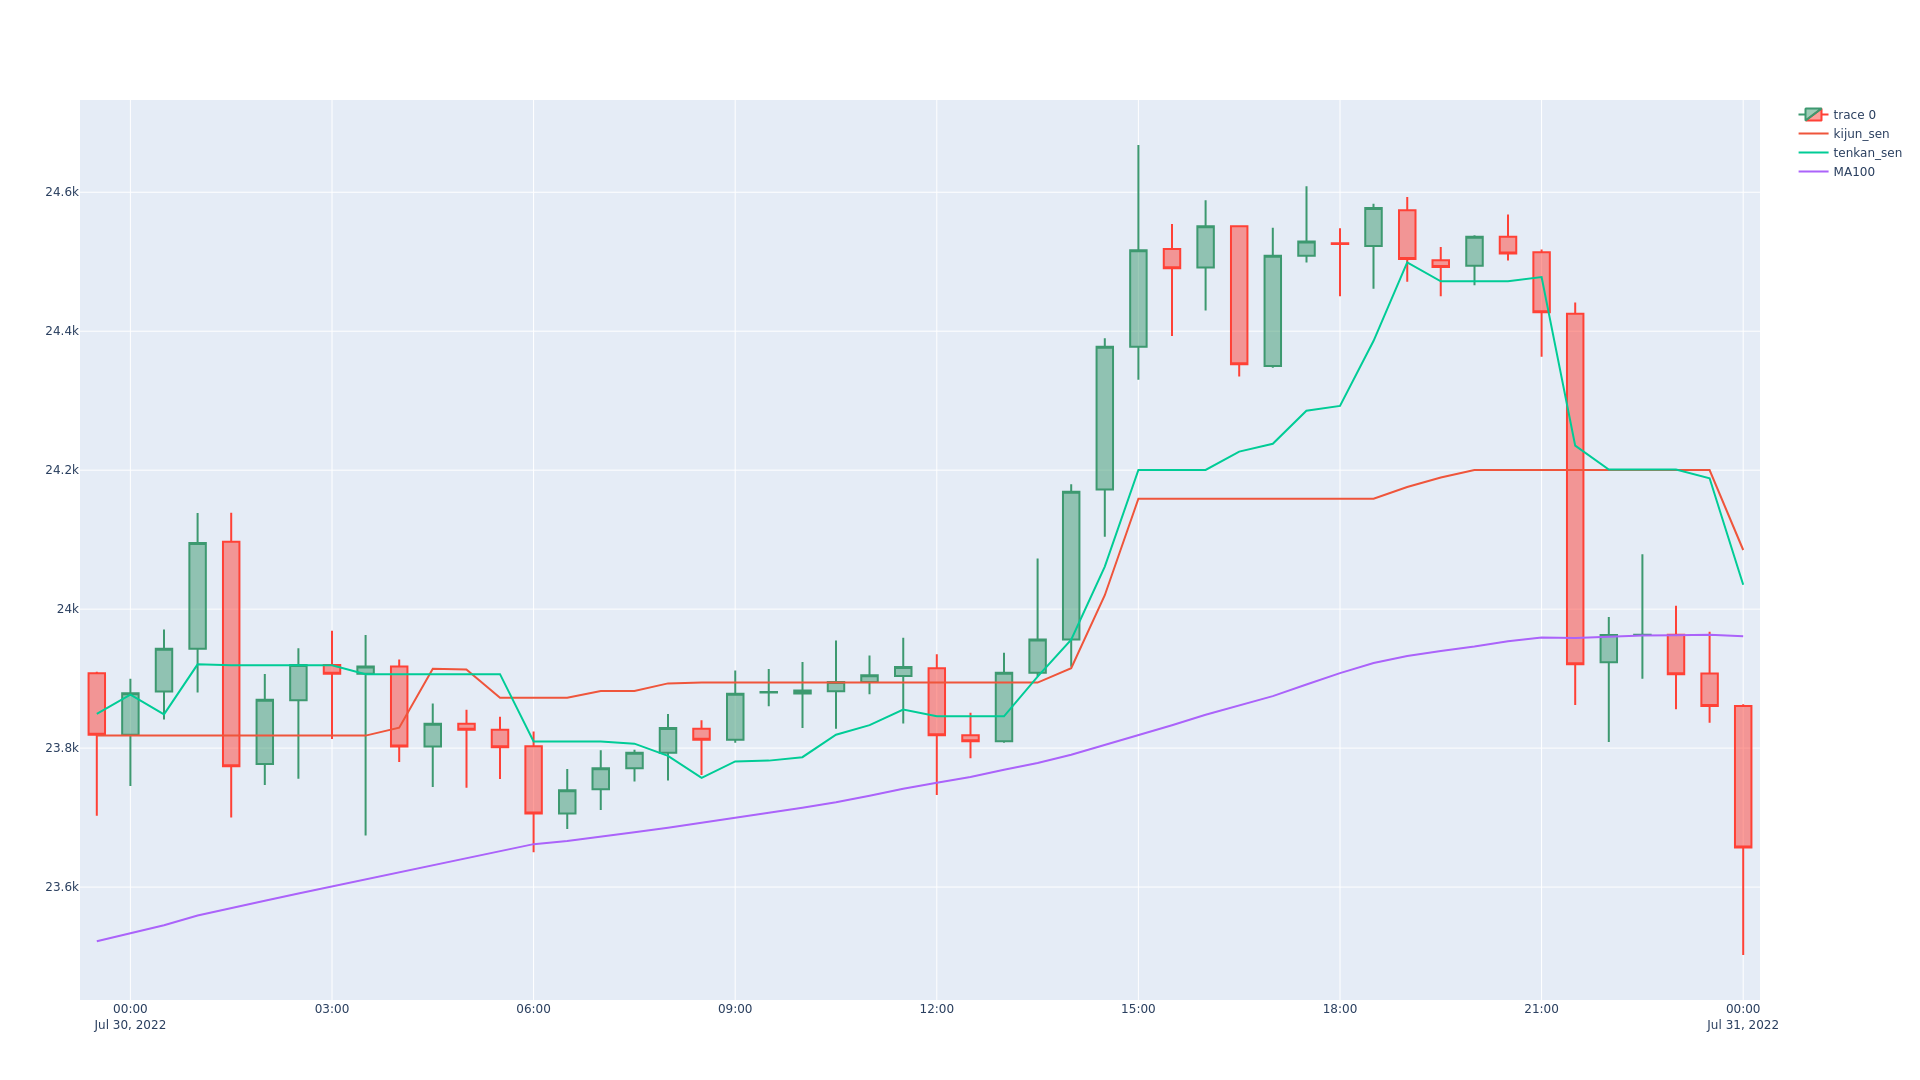 trace 0
kijun_sen
tenkan_sen
MA100
24.6k
24.4k
24.2k
24k
23.8k
23.6k
00:00 03:00 06:00 09:00 12:00 15:00 18:00 21:00 00:00
Jul 30, 2022 Jul 31, 2022